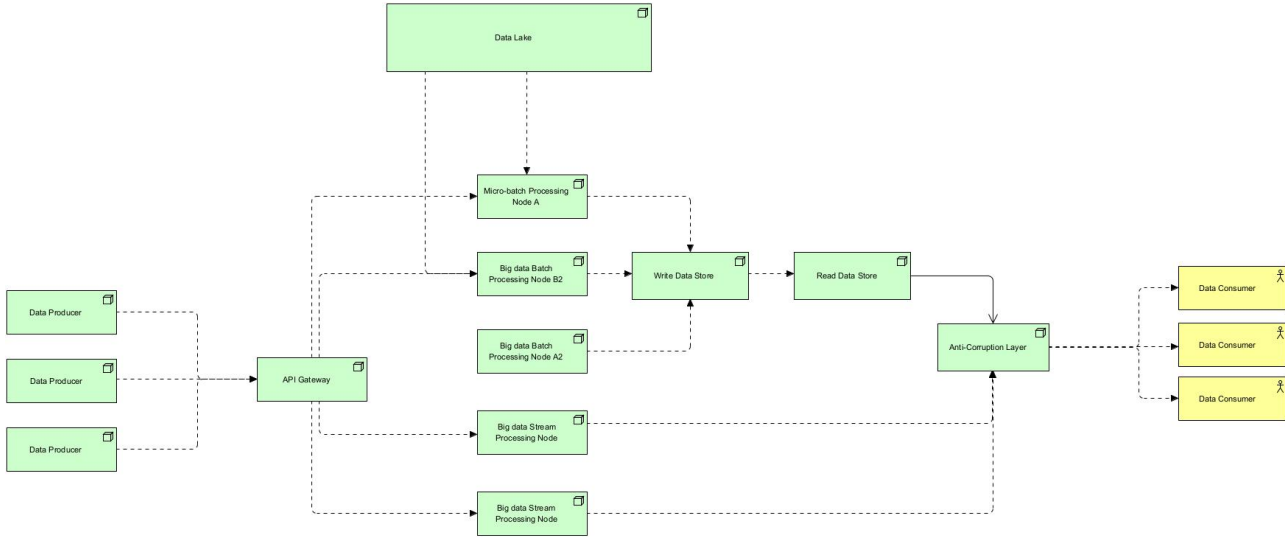 Data Lake
Micro-batch Processing
Node A
Big data Batch
Processing Node B2
Write Data Store
Read Data Store
Data Consumer
Data Producer
Big data Batch
Processing Node A2
Anti-Corruption Layer
Data Consumer
API Gateway
Data Producer
Data Consumer
Big data Stream
Processing Node
Data Producer
Big data Stream
Processing Node